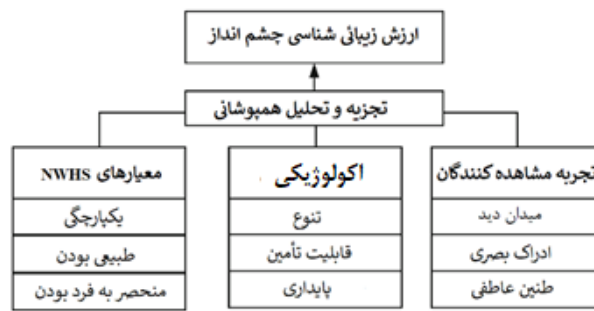 ارزش زیبائی شناسی چشم انداز
تجزیه و تحلیل همپوشانی
تجربه مشاهده کنندگان
میدان دید
ادراک بصری
طنین عاطفی
اکولوژیکی
تنوع
قابلیت تأمین
پایداری
معیارهای NWHS
یکپارچگی
طبیعی بودن
منحصر به فرد بودن